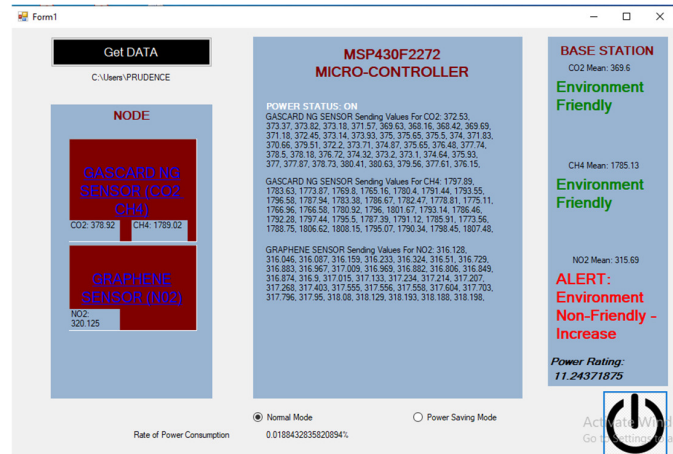 Form1
Get DATA
C:\Users\PRUDENCE
NODE
GASCARD NG
SENSOR (CO2
CH4)
CO2: 378.92 CH4: 1789.02
GRAPHENE
SENSOR (N02)
NO2:
320.125
MSP430F2272
MICRO-CONTROLLER
POWER STATUS: ON
GASCARD NG SENSOR Sending Values For CO2: 372.53,
373.37, 373.82, 373.18, 371.57, 369.63, 368.16, 368.42, 369.69,
371.18, 372.45, 373.14, 373.93, 375, 375.65, 375.5, 374, 371.83,
370.66, 379.51, 372.2, 373.71, 374.87, 375.65, 376.48, 377.74,
378.5, 378.18, 376.72, 374.32, 373.2, 373.1, 374.64, 375.93,
377, 377.87, 378.73, 380.41, 380.63, 379.56, 377.61, 376.15,
GASCARD NG SENSOR Sending Values For CH4: 1797.89,
1783.63, 1773.87, 1769.8, 1765.16, 1780.4, 1791.44, 1793.55,
1796.58, 1787.94, 1783.38, 1786.67, 1782.47, 1778.81, 1775.11,
1766.96, 1766.58, 1780.92, 1796, 1801.67, 1793.14, 1786.48,
1792.28, 1797.44, 1795.5, 1787.39, 1791.12, 1785.91, 1773.56,
1788.75, 1806.62, 1808.15, 1795.07, 1790.34, 1798.45, 1807.48,
GRAPHENE SENSOR Sending Values For NO2: 316.128,
316.046, 316.087, 316.159, 316.233, 316.324, 316.51, 316.729,
316.883, 316.967, 317.009, 316.969, 316.882, 316.806, 316.849,
316.874, 316.9, 317.015, 317.133, 317.234, 317.214, 317.207,
317.268, 317.403, 317.555, 317.556, 317.558, 317.604, 317.703,
317.796, 317.95, 318.08, 318.129, 318.193, 318.188, 318.198,
BASE STATION
CO2 Mean: 369.6
Environment
Friendly
CH4 Mean: 1785.13
Environment
Friendly
NO2 Mean: 315.69
ALERT:
Environment
Non-Friendly -
Increase
Power Rating:
11.24371875
Normal Mode Power Saving Mode
Rate of Power Consumption 0.0188432835820894%